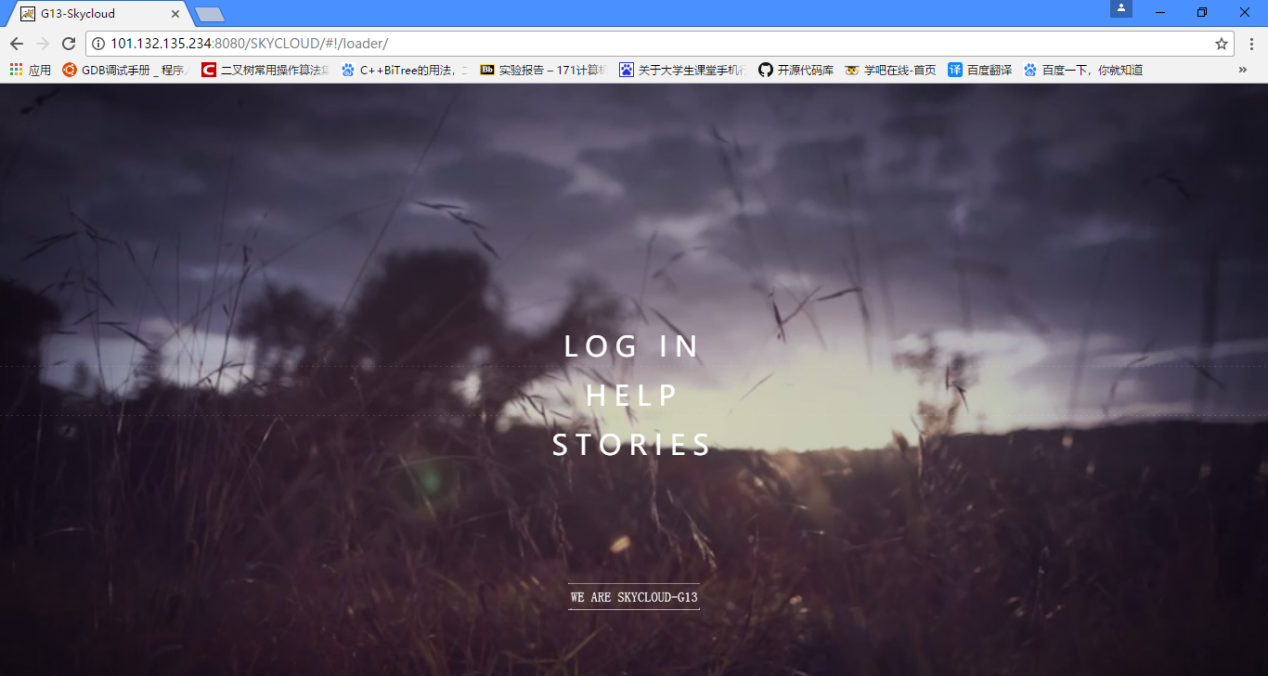 G13-Skycloud
101.132.135.234:8080/SKYCLOUD/#!/loader/
应用 GDB调试手册 _ 程序 二叉树常用操作算法 C++BiTree的用法, 实验报告 – 171计算 关于大学生课堂手机 开源代码库 学吧在线-首页 译 百度翻译 百度一下，你就知道 »
LOG IN
HELP
STORIES
WE ARE SKYCLOUD-G13